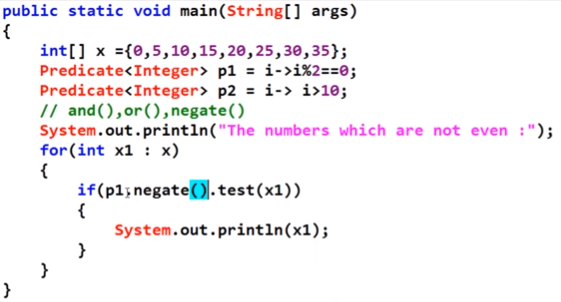 public static void main(String[] args)
{
int[] x ={0,5,10,15,20,25,30,35};
Predicate<Integer> p1 = i->i%2==0;
Predicate<Integer> p2 = i-> i>10;
// and(),or(),negate()
System.out.println("The numbers which are not even :");
for(int x1 : x)
{
if(p1.negate().test(x1))
{
System.out.println(x1);
}
}
}